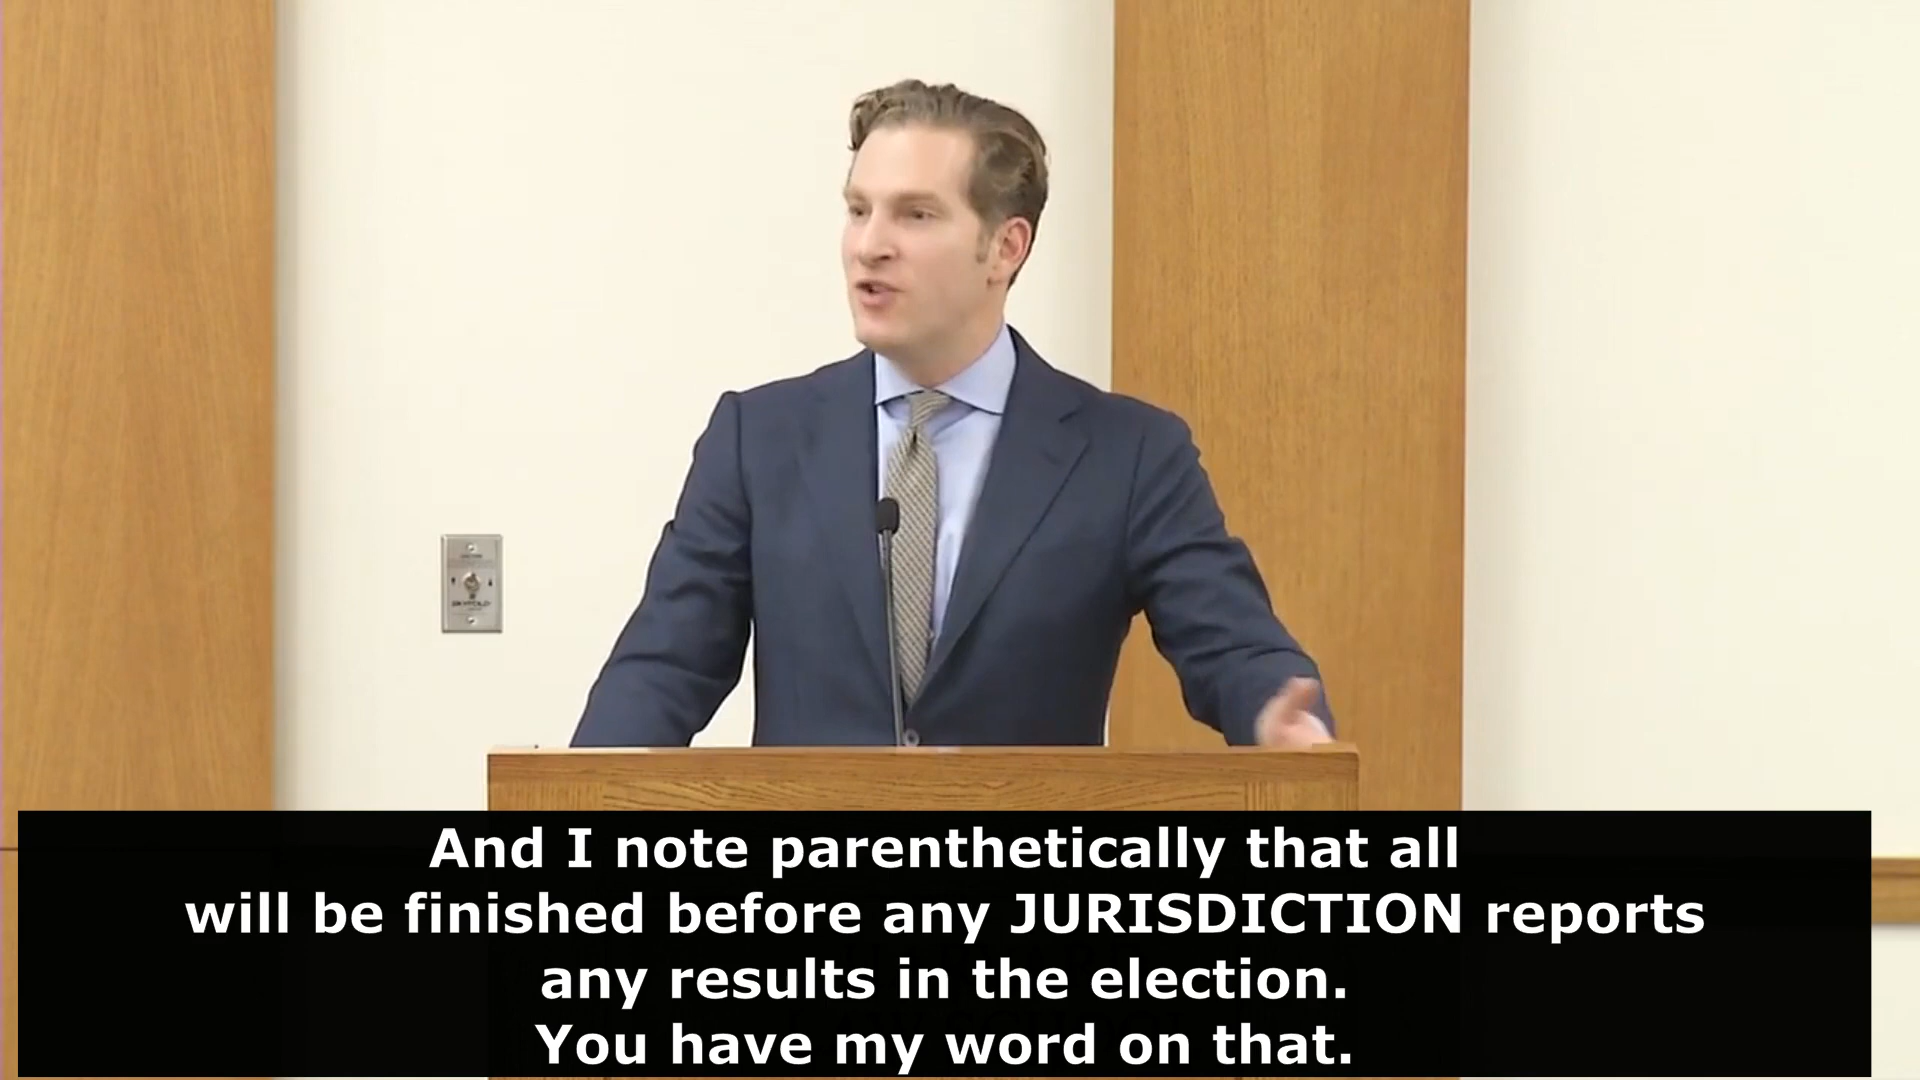 And I note parenthetically that all
will be finished before any JURISDICTION reports
any results in the election.
You have my word on that.